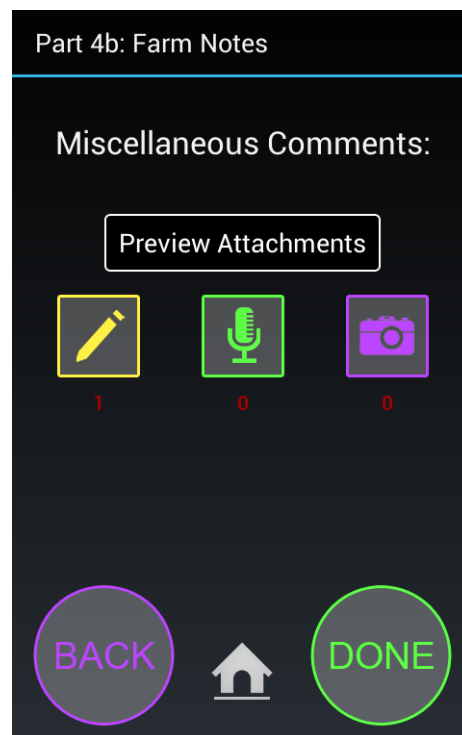 Part 4b: Farm Notes
Miscellaneous Comments:
Preview Attachments
1 0 0
BACK DONE